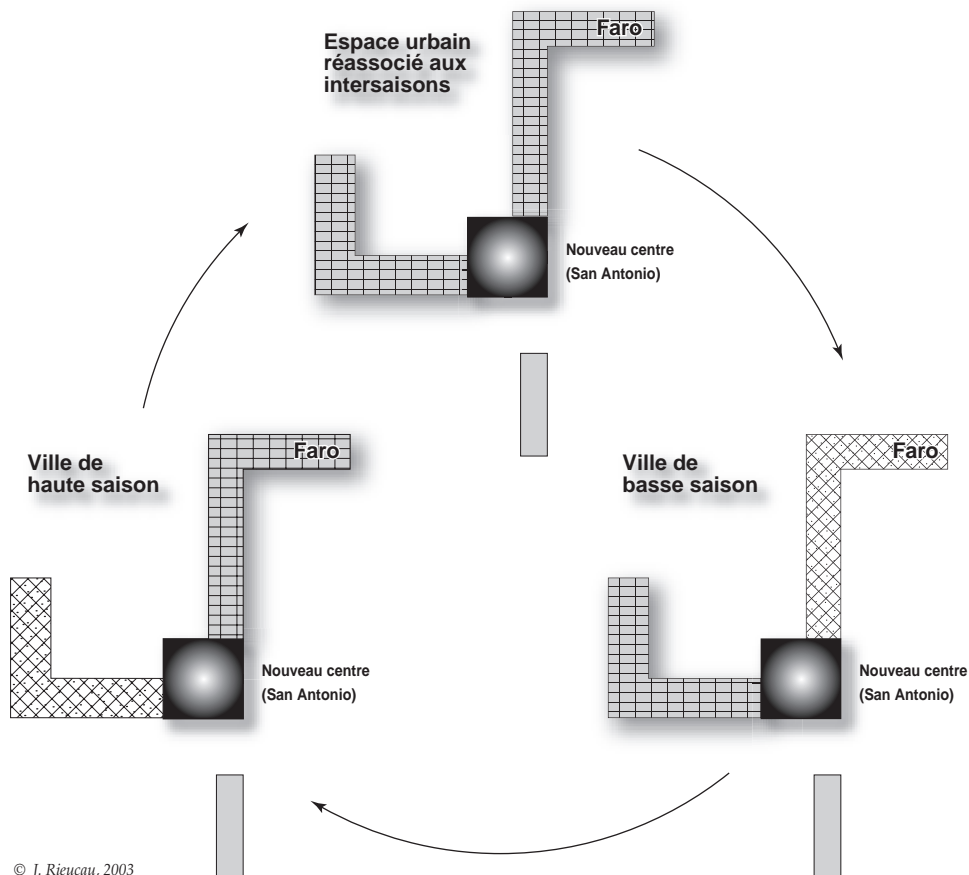 Faro
Espace urbain
réassocié aux
intersaisons
Nouveau centre
(San Antonio)
Ville de
haute saison
Faro
Nouveau centre
(San Antonio)
Ville de
basse saison
Faro
Nouveau centre
(San Antonio)
© J. Rieucau, 2003